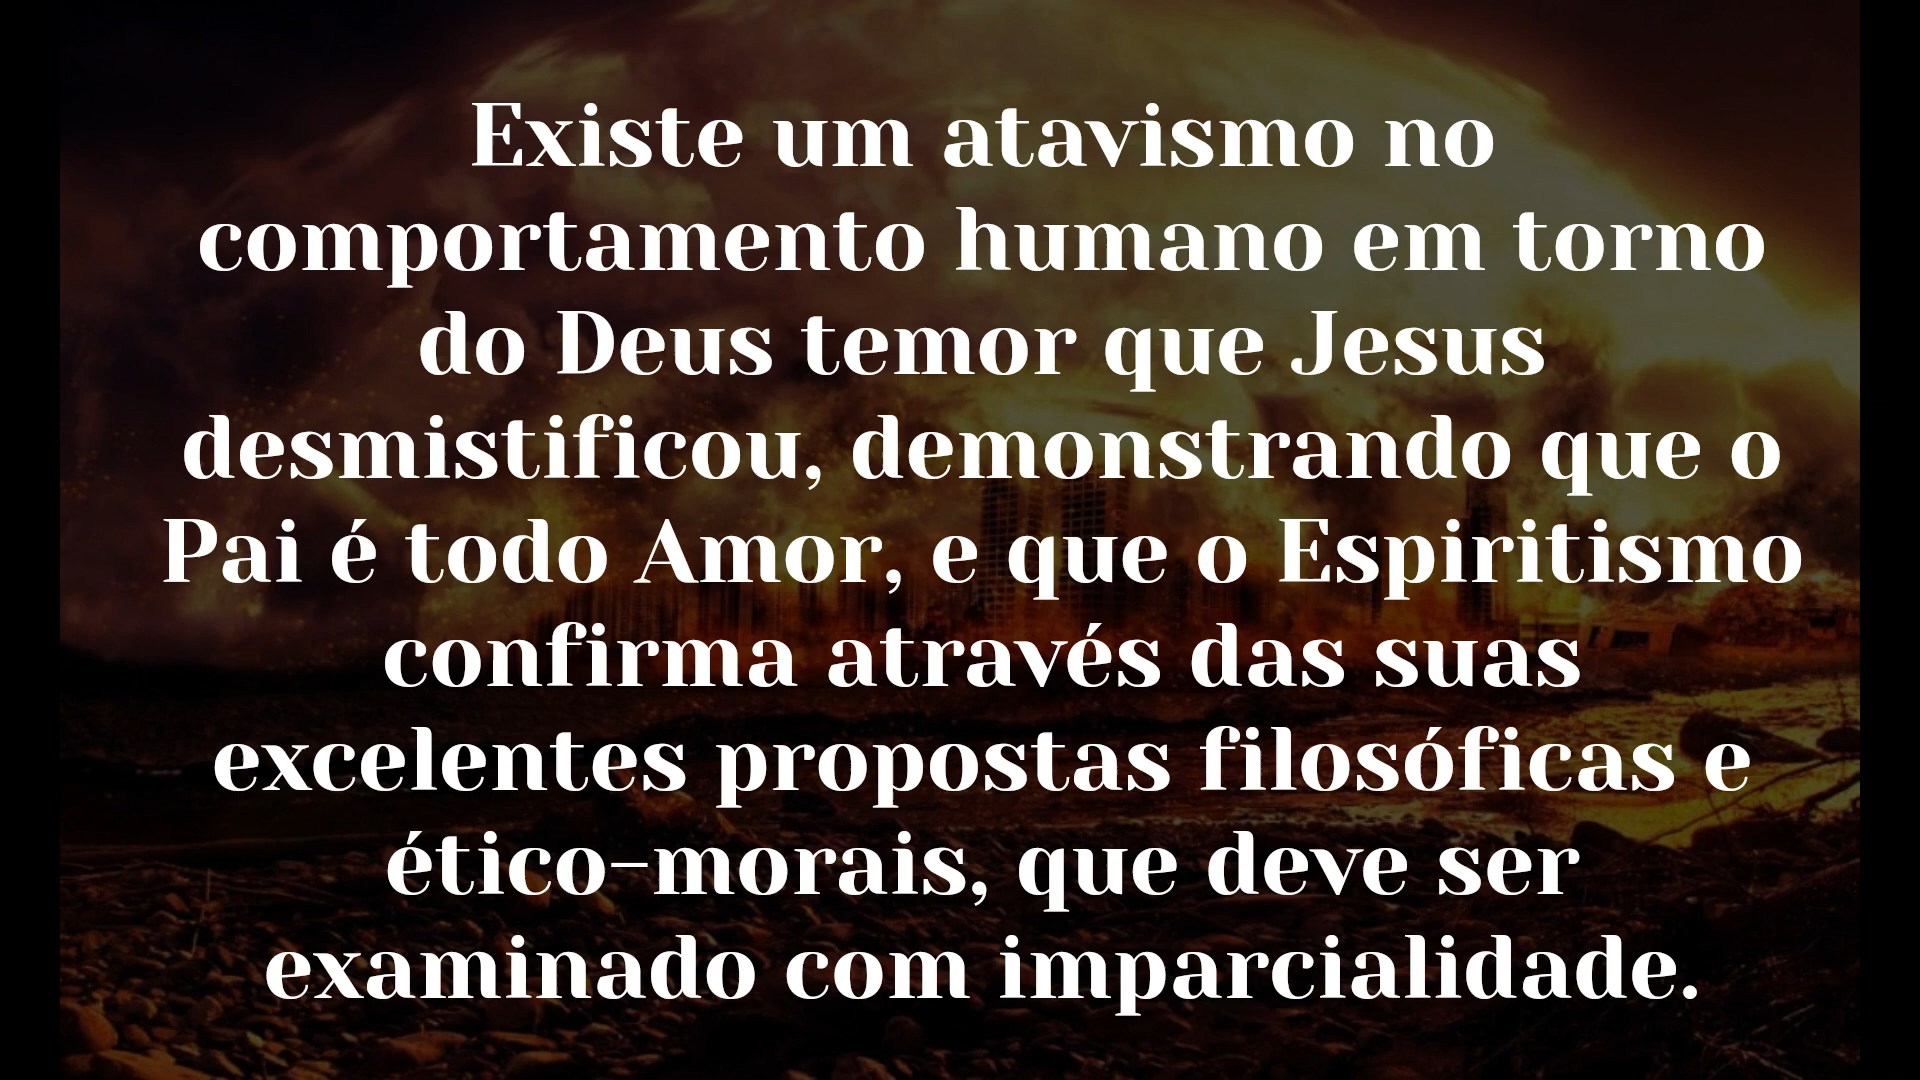 Existe um atavismo no
comportamento humano em torno
do Deus temor que Jesus
desmistificou, demonstrando que o
Pai é todo Amor, e que o Espiritismo
confirma através das suas
excelentes propostas filosóficas e
ético-morais, que deve ser
examinado com imparcialidade.